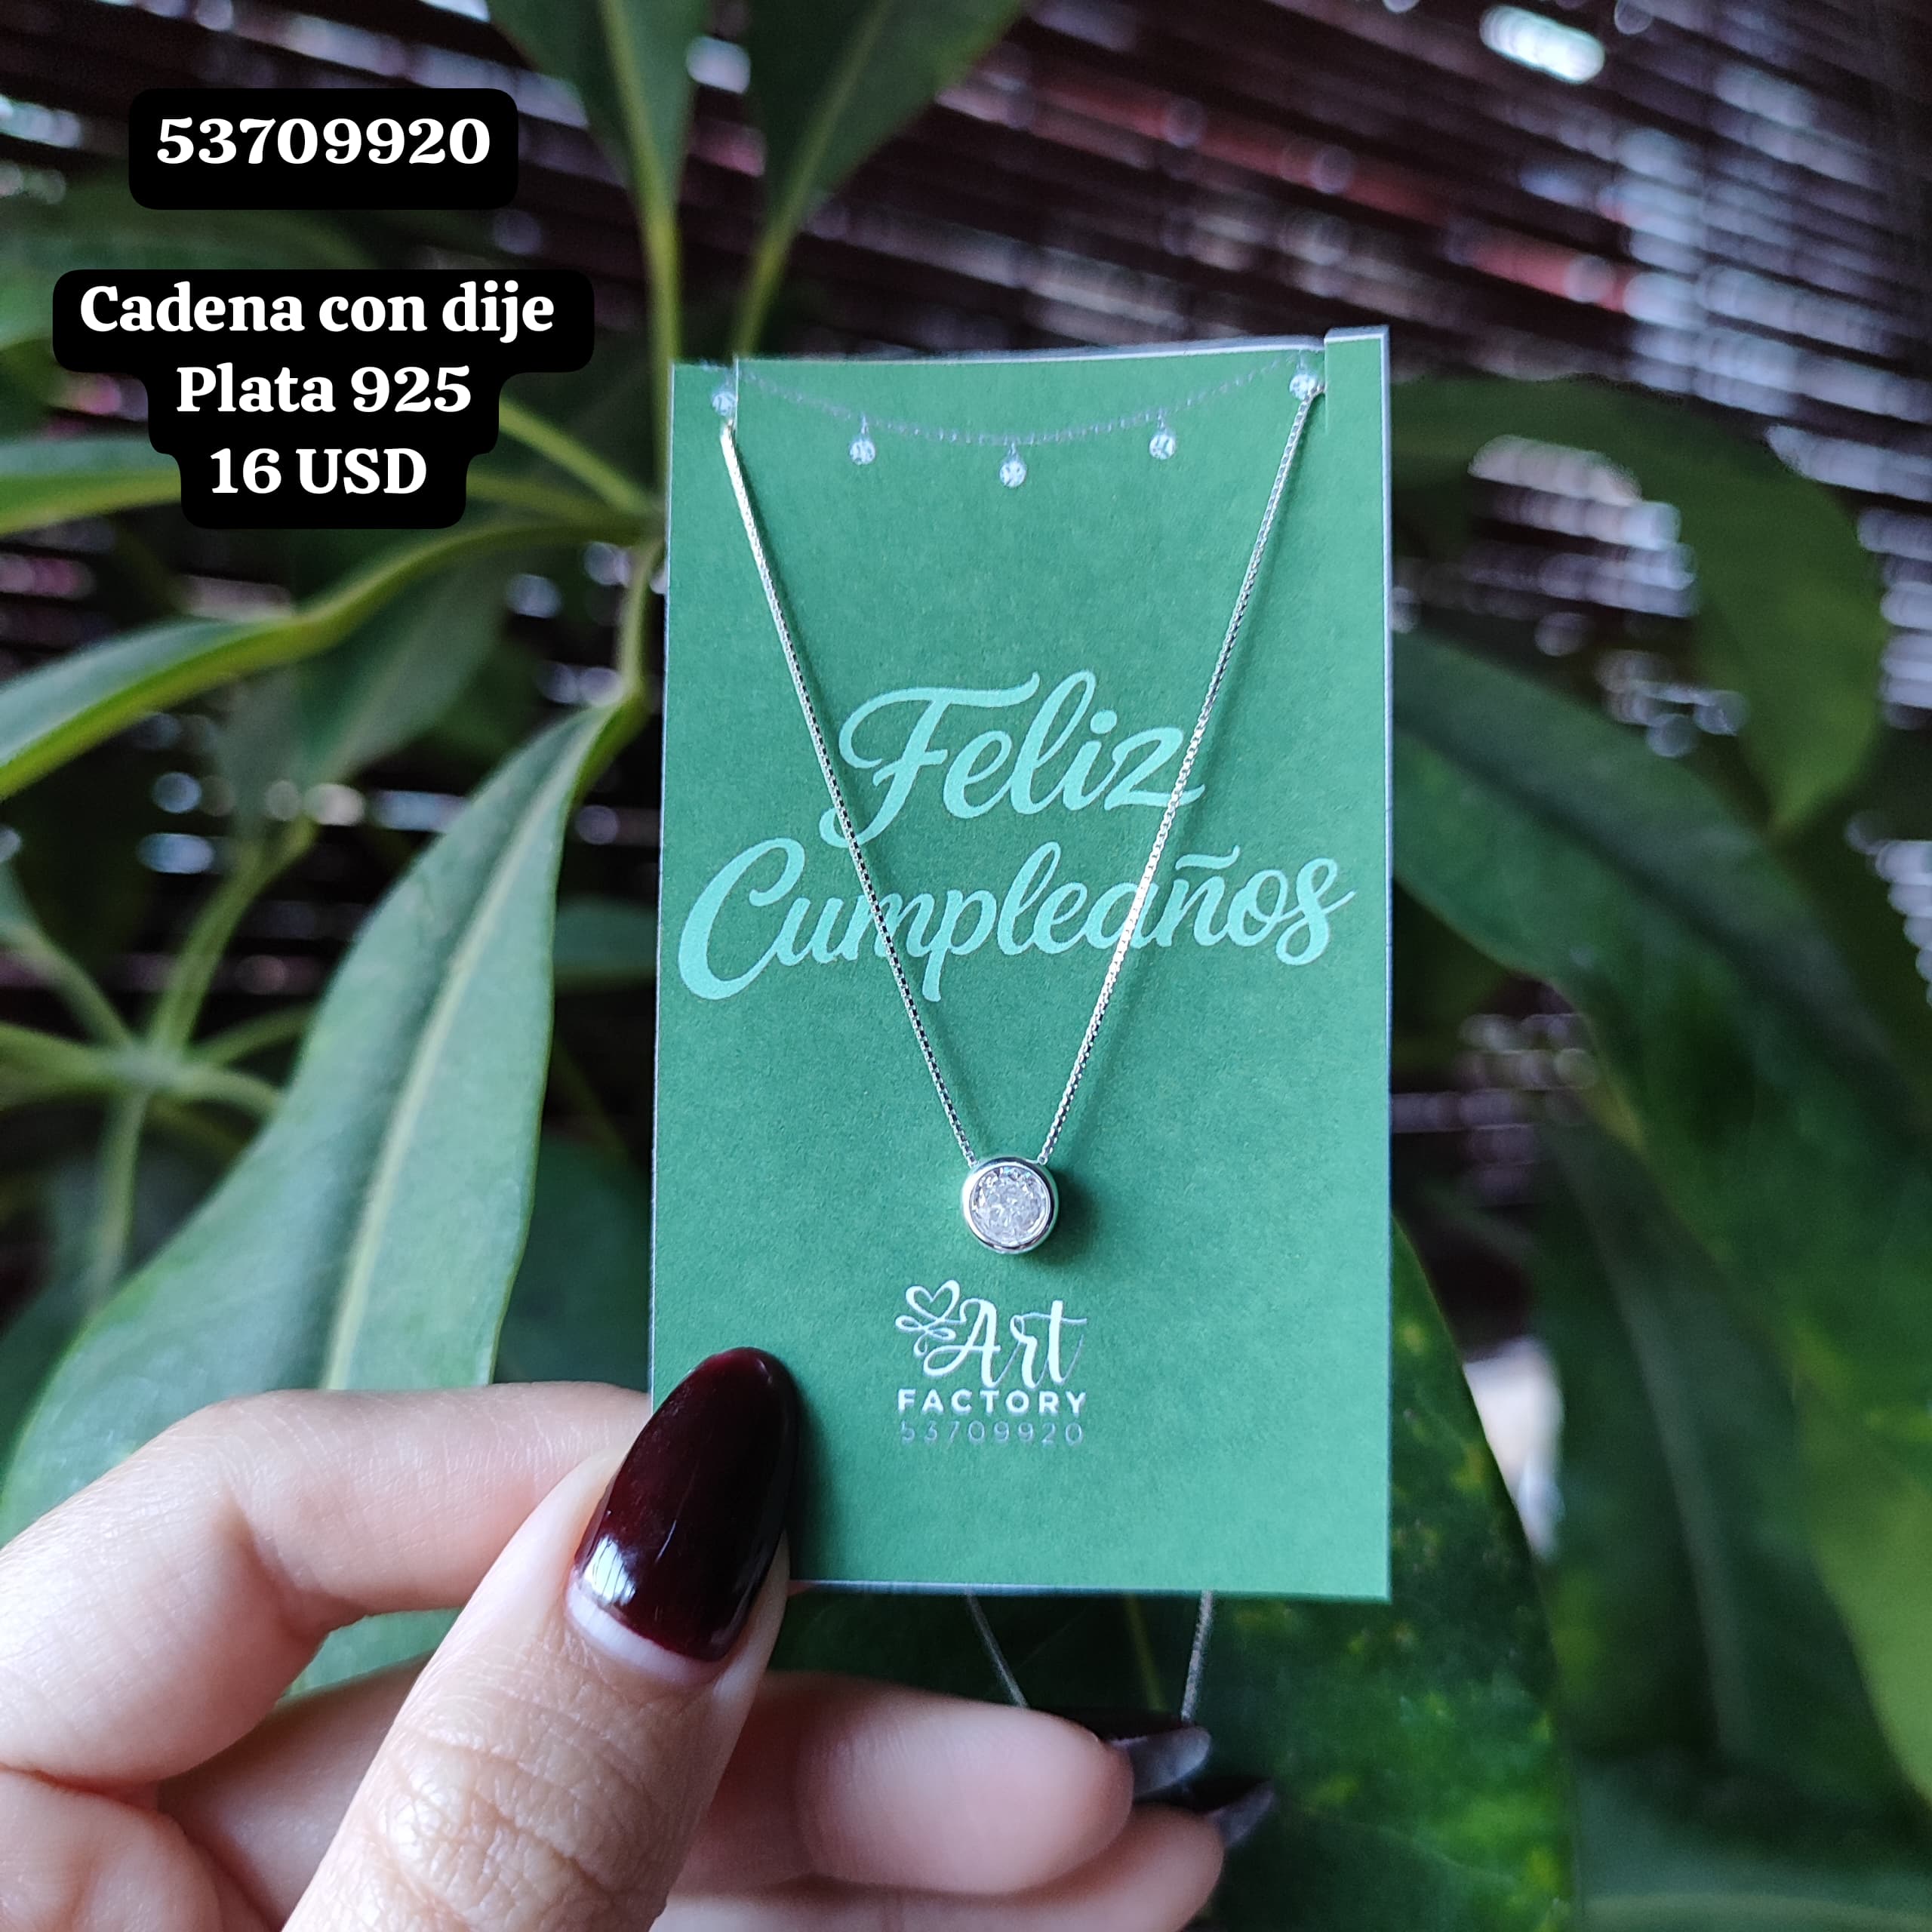 53709920
Cadena con dije
Plata 925
16 USD
Feliz
Cumpleaños
Art
FACTORY
53709920